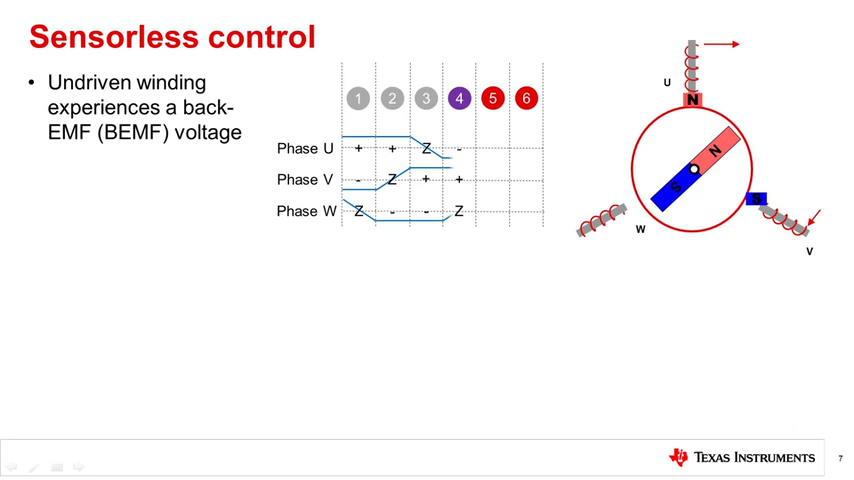 Sensorless control
• Undriven winding
experiences a back-
EMF (BEMF) voltage
1 2 3 4 5 6
Phase U + + Z -
Phase V - Z + +
Phase W Z - - Z
U
N
N
S
S
W
V
TEXAS INSTRUMENTS
7